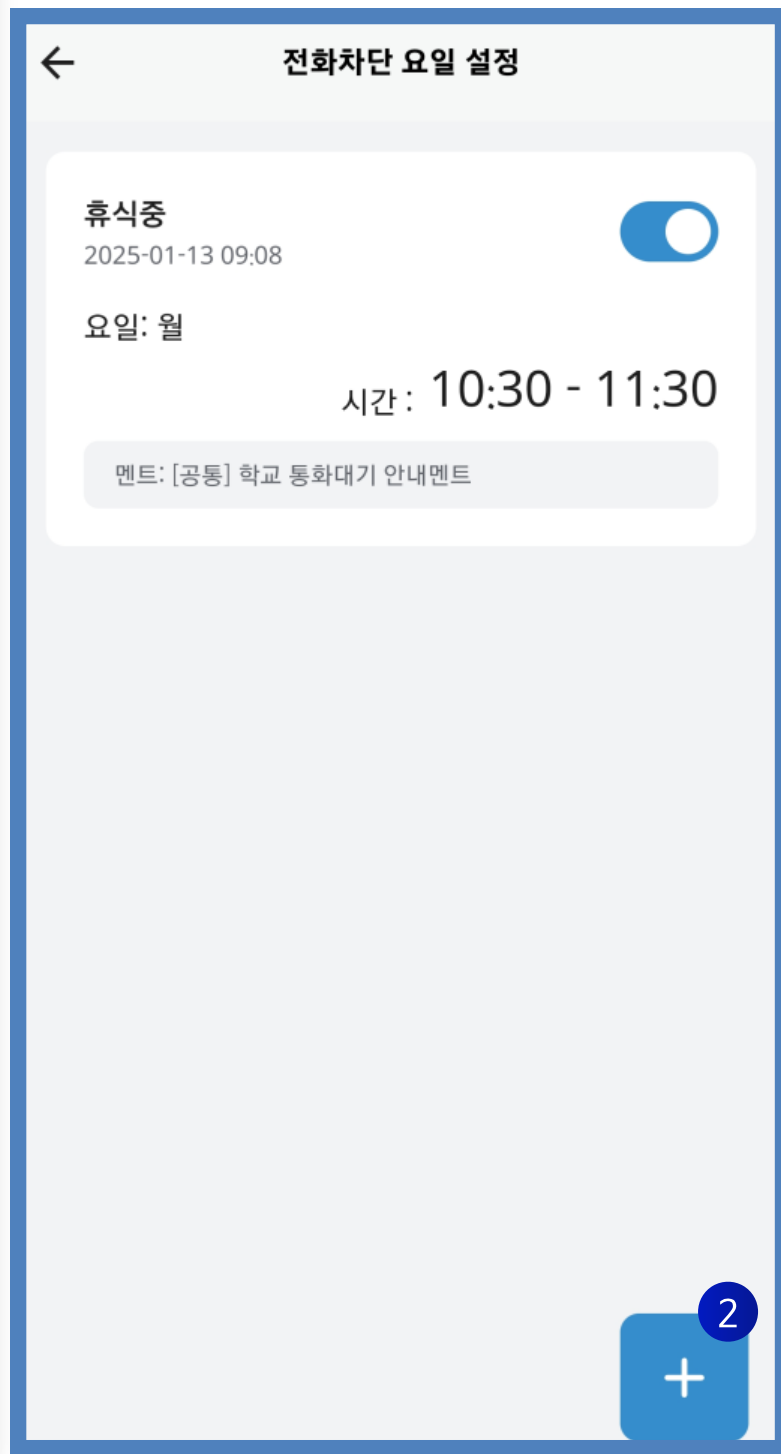 전화차단 요일 설정
휴식중
2025-01-13 09:08
요일: 월
시간 : 10:30 - 11:30
멘트: [공통] 학교 통화대기 안내멘트
2
+